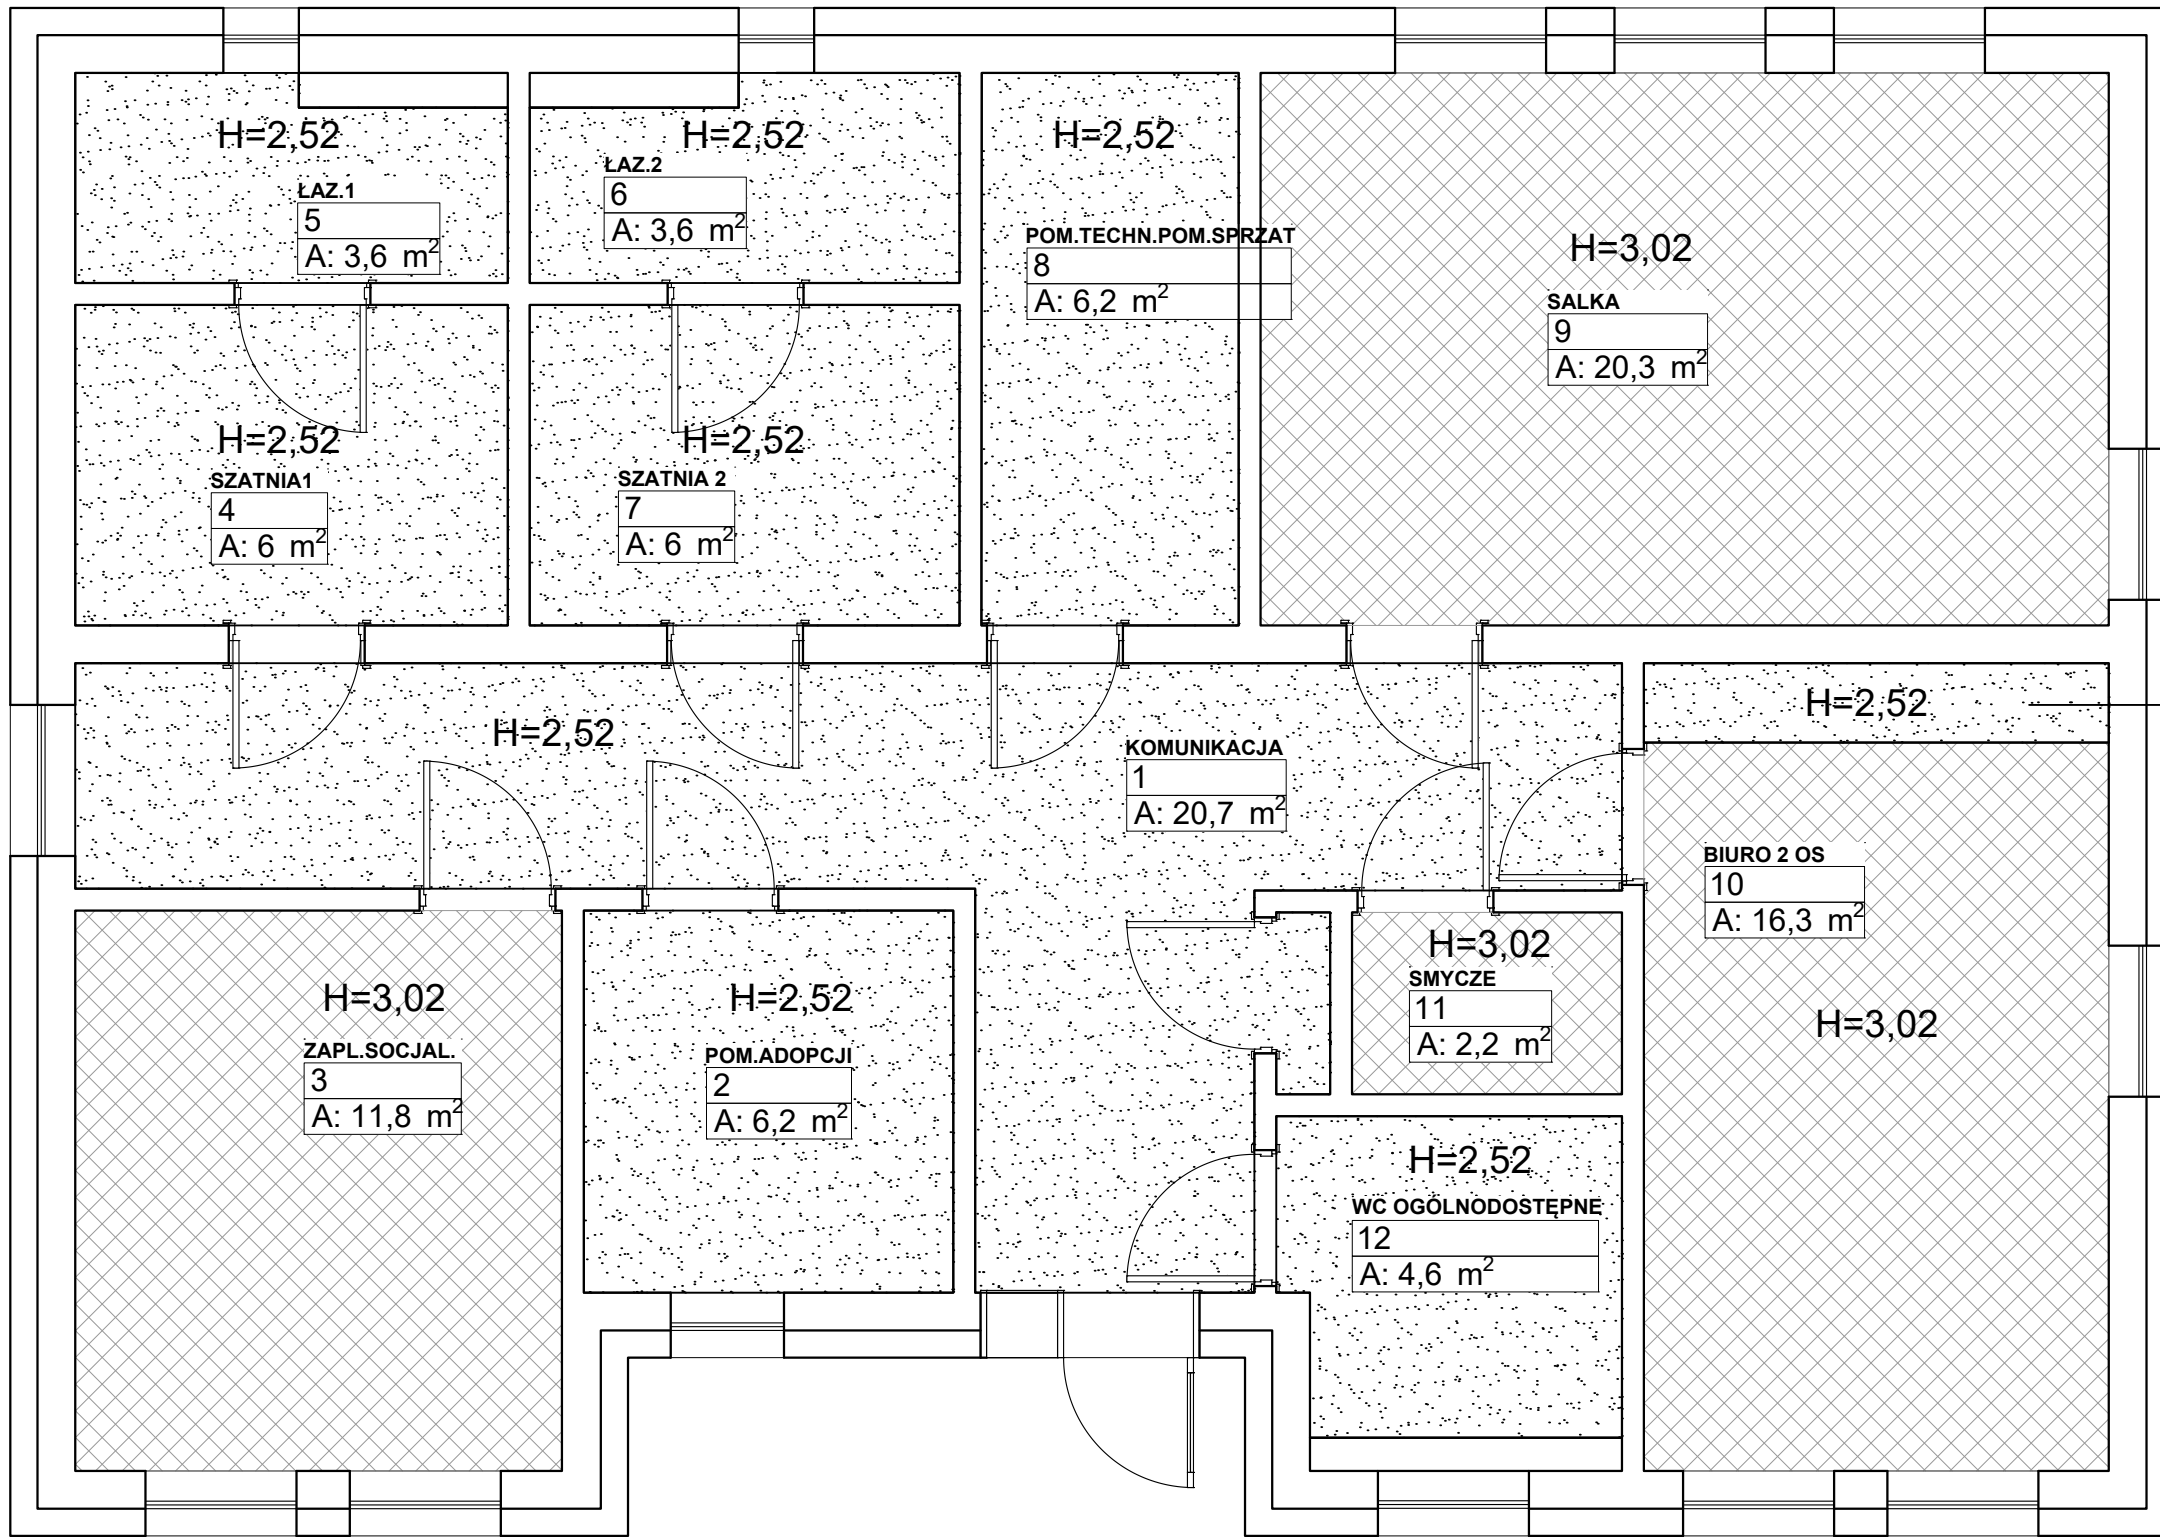 H=2,52
ŁAZ.1
5
A: 3,6 m²
H=2,52
ŁAZ.2
6
A: 3,6 m²
H=2,52
POM.TECHN.POM.SPRZAT
8
A: 6,2 m²
H=3,02
SALKA
9
A: 20,3 m²
H=2,52
SZATNIA1
4
A: 6 m²
H=2,52
SZATNIA 2
7
A: 6 m²
H=2,52
KOMUNIKACJA
1
A: 20,7 m²
H=2,52
BIURO 2 OS
10
A: 16,3 m²
H=3,02
H=3,02
ZAPL.SOCJAL.
3
A: 11,8 m²
H=2,52
POM.ADOPCJI
2
A: 6,2 m²
H=3,02
SMYCZE
11
A: 2,2 m²
H=2,52
WC OGÓLNODOSTĘPNE
12
A: 4,6 m²